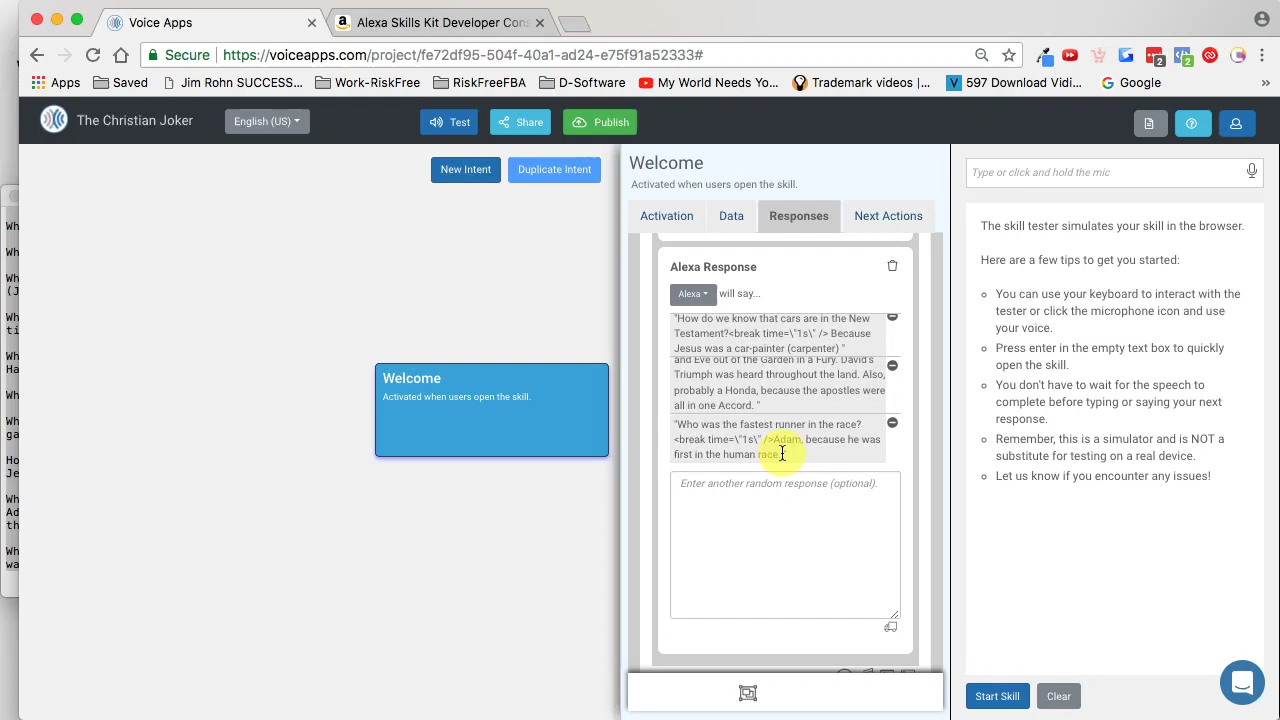 Voice Apps
Alexa Skills Kit Developer Con
Secure
https://voiceapps.com/project/fe72df95-504f-40a1-ad24-e75f91a52333#
2
2
Apps
Saved
Jim Rohn SUCCESS...
Work-RiskFree
RiskFreeFBA
D-Software
My World Needs Yo...
Trademark videos |...
597 Download Vidi...
Google
The Christian Joker
English (US)
Test
Share
Publish
New Intent
Duplicate Intent
Welcome
Activated when users open the skill.
Welcome
Activated when users open the skill.
Activation
Data
Responses
Next Actions
Alexa Response
Alexa
will say...
"How do we know that cars are in the New
Testament?<break time=\"1s\" /> Because
Jesus was a car-painter (carpenter) "
and Eve out of the Garden in a Fury. David's
Triumph was heard throughout the land. Also,
probably a Honda, because the apostles were
all in one Accord. "
"Who was the fastest runner in the race?
<break time=\"1s\" />Adam, because he was
first in the human race.
Enter another random response (optional).
Type or click and hold the mic
The skill tester simulates your skill in the browser.
Here are a few tips to get you started:
You can use your keyboard to interact with the
tester or click the microphone icon and use
your voice.
Press enter in the empty text box to quickly
open the skill.
You don't have to wait for the speech to
complete before typing or saying your next
response.
Remember, this is a simulator and is NOT a
substitute for testing on a real device.
Let us know if you encounter any issues!
Start Skill
Clear